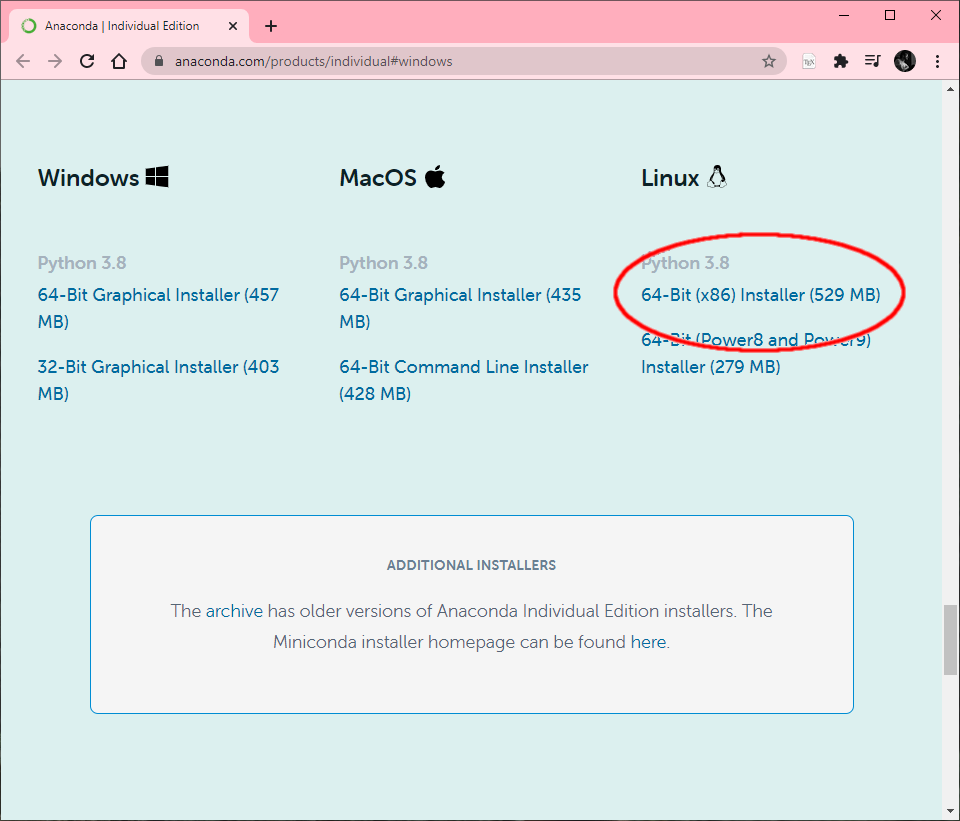 Anaconda | Individual Edition
anaconda.com/products/individual#windows
Windows
MacOS
Linux
Python 3.8
64-Bit Graphical Installer (457
MB)
32-Bit Graphical Installer (403
MB)
Python 3.8
64-Bit Graphical Installer (435
MB)
64-Bit Command Line Installer
(428 MB)
Python 3.8
64-Bit (x86) Installer (529 MB)
64-Bit (Power8 and Power9)
Installer (279 MB)
ADDITIONAL INSTALLERS
The archive has older versions of Anaconda Individual Edition installers. The
Miniconda installer homepage can be found here.